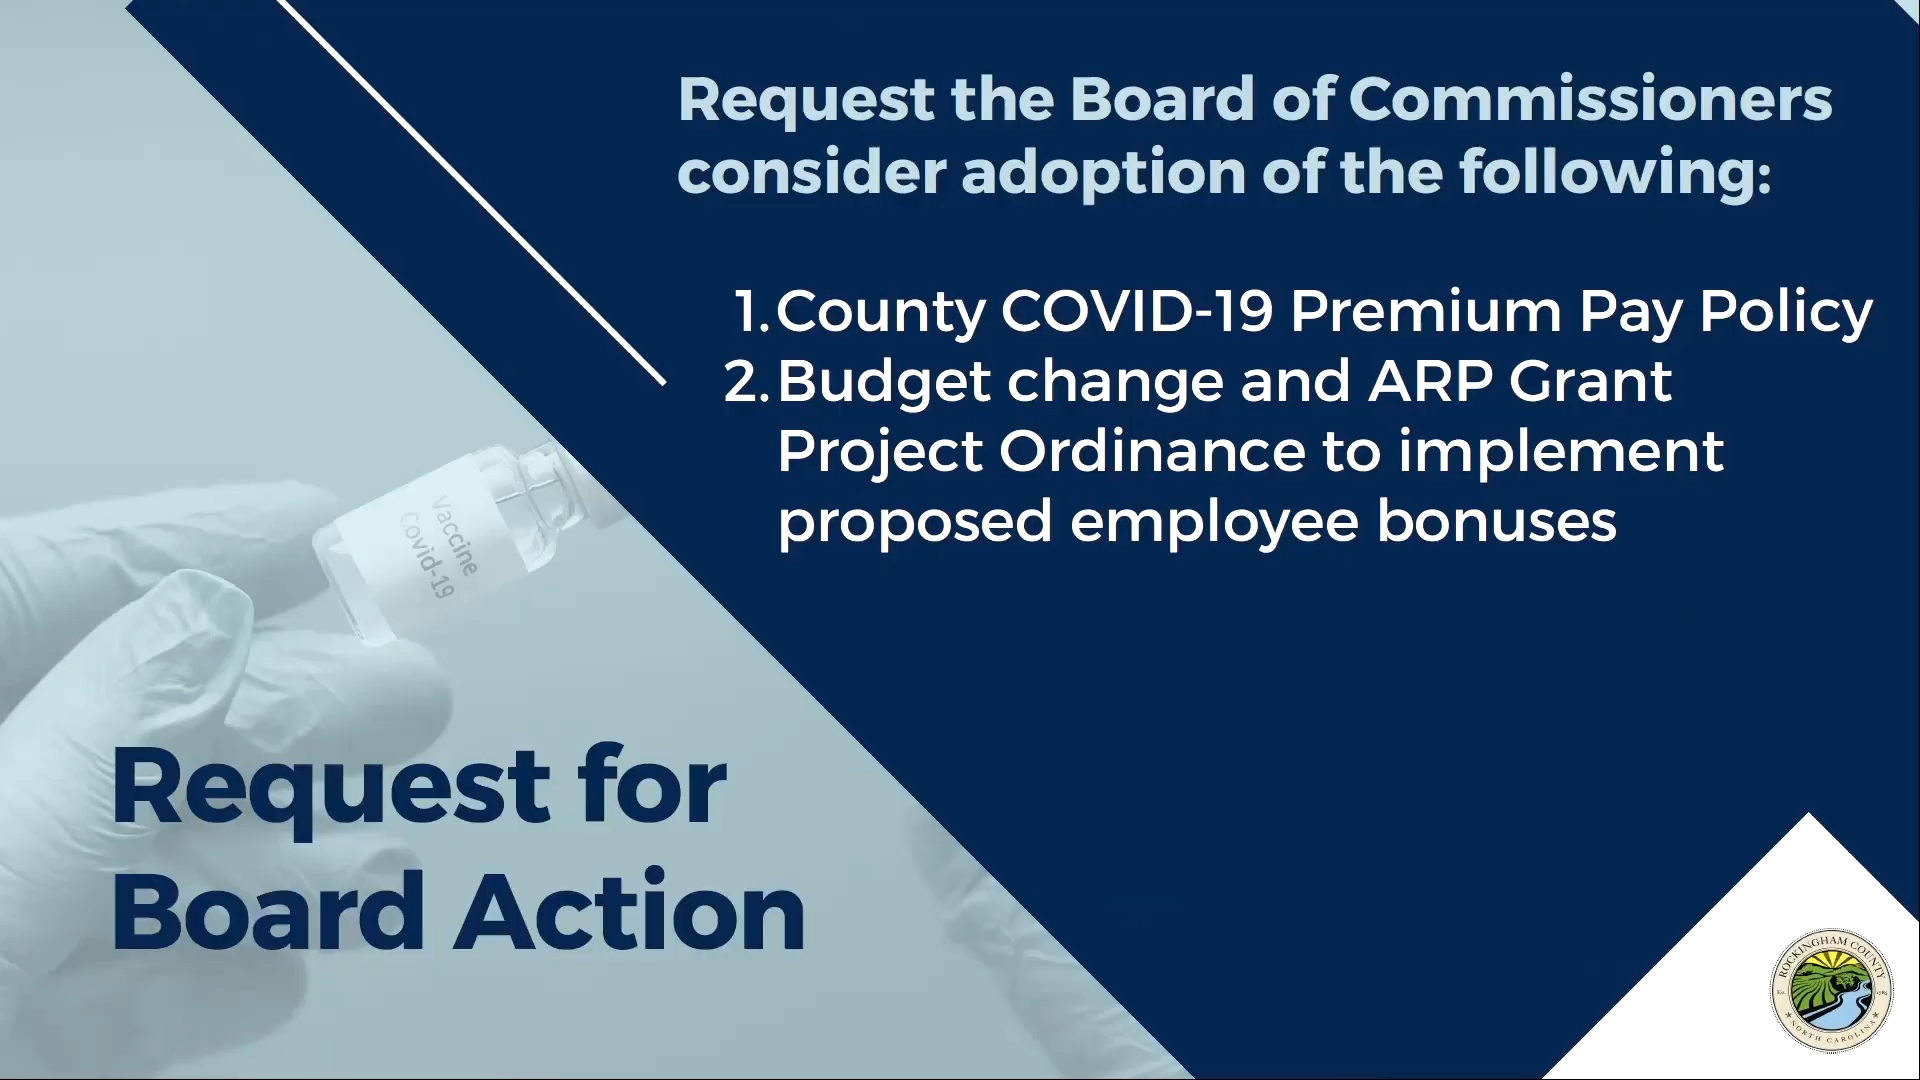 Request the Board of Commissioners
consider adoption of the following:
1. County COVID-19 Premium Pay Policy
2. Budget change and ARP Grant
Project Ordinance to implement
proposed employee bonuses
Vaccine
Covid-19
Request for
Board Action
ROCKINGHAM COUNTY
Est. 1785
NORTH CAROLINA